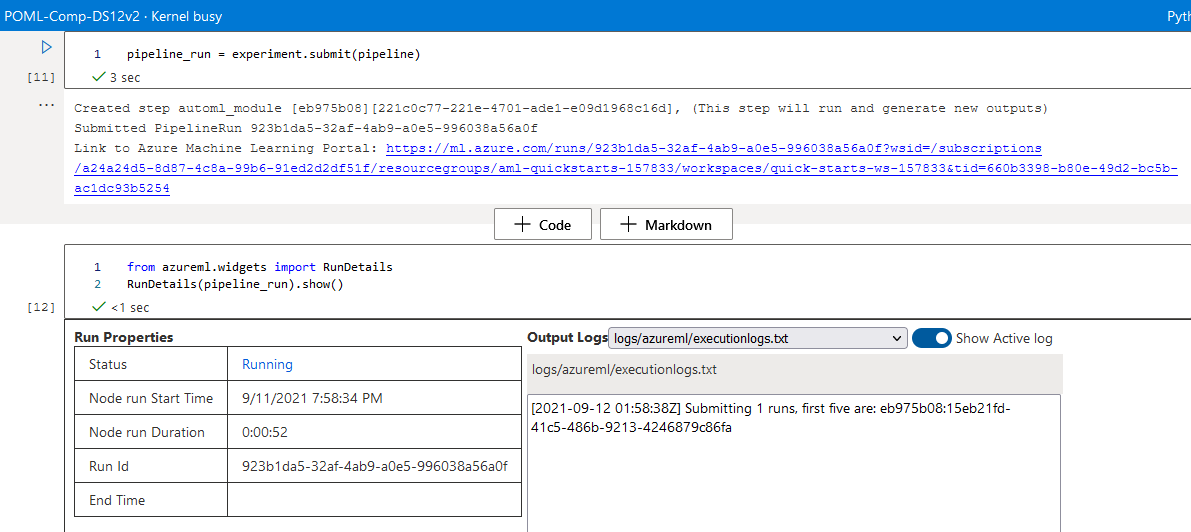 POML-Comp-DS12v2 · Kernel busy
Pyth
1 pipeline_run = experiment.submit(pipeline)
[11] 3 sec
...
Created step automl_module [eb975b08][221c0c77-221e-4701-ade1-e09d1968c16d], (This step will run and generate new outputs)
Submitted PipelineRun 923b1da5-32af-4ab9-a0e5-996038a56a0f
Link to Azure Machine Learning Portal: https://ml.azure.com/runs/923b1da5-32af-4ab9-a0e5-996038a56a0f?wsid=/subscriptions
/a24a24d5-8d87-4c8a-99b6-91ed2d2df51f/resourcegroups/aml-quickstarts-157833/workspaces/quick-starts-ws-157833&tid=660b3398-b80e-49d2-bc5b-
ac1dc93b5254
+ Code + Markdown
1 from azureml.widgets import RunDetails
2 RunDetails(pipeline_run).show()
[12] <1 sec
Run Properties
Status Running
Node run Start Time 9/11/2021 7:58:34 PM
Node run Duration 0:00:52
Run Id 923b1da5-32af-4ab9-a0e5-996038a56a0f
End Time
Output Logs logs/azureml/executionlogs.txt Show Active log
logs/azureml/executionlogs.txt
[2021-09-12 01:58:38Z] Submitting 1 runs, first five are: eb975b08:15eb21fd-
41c5-486b-9213-4246879c86fa